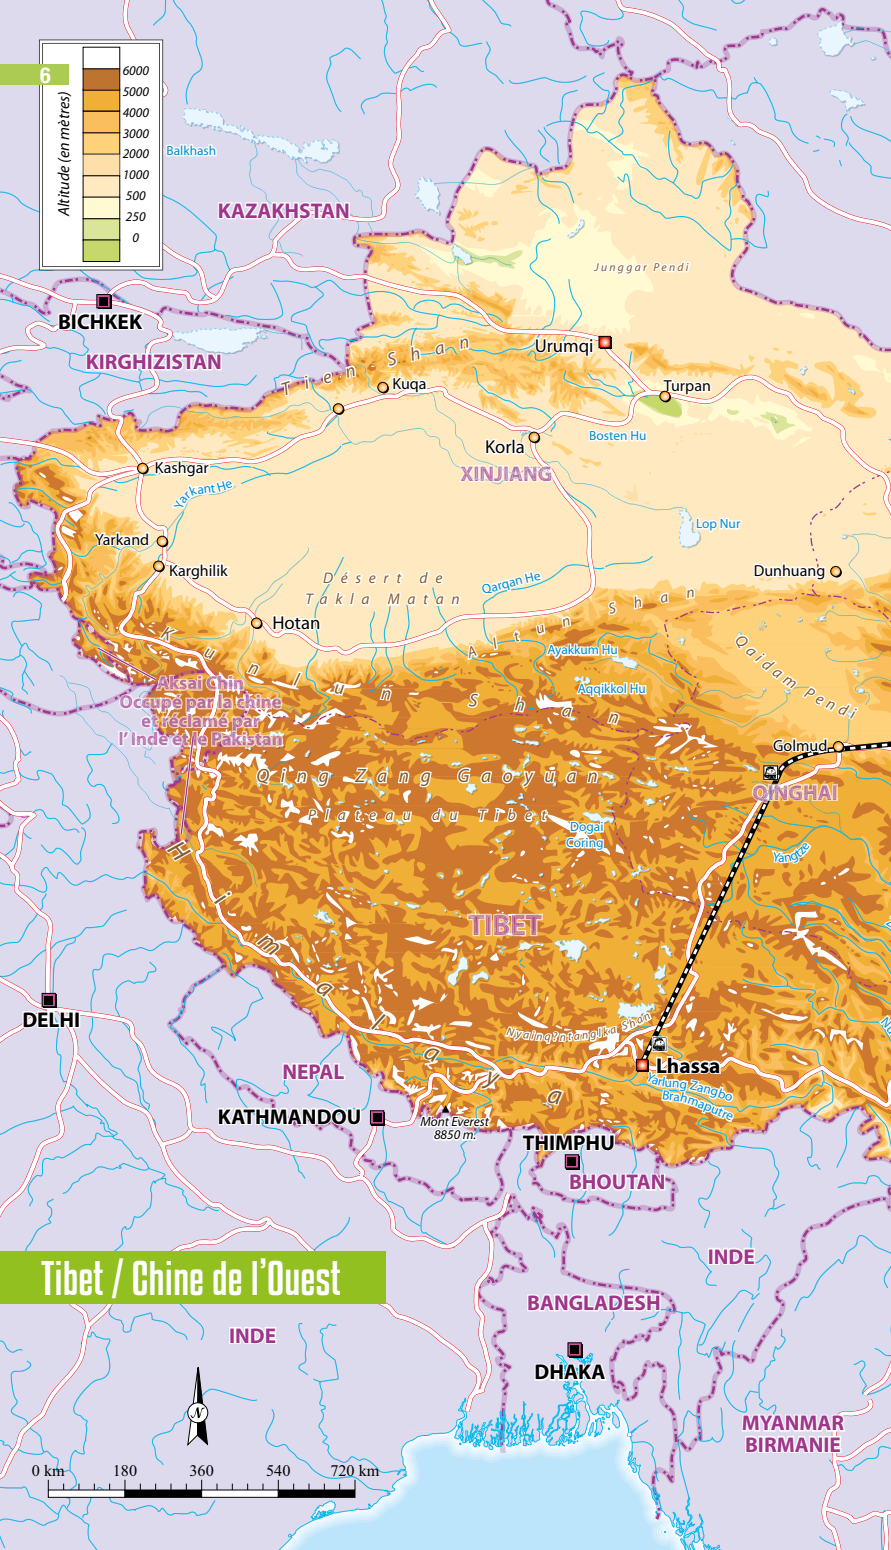 6
Altitude (en mètres)
6000
5000
4000
3000
2000
1000
500
250
0
Balkhash
KAZAKHSTAN
Junggar Pendi
BICHKEK
Urumqi
KIRGHIZISTAN
Tien Shan
Kuqa
Turpan
Bosten Hu
Korla
XINJIANG
Kashgar
Yarkant He
Lop Nur
Yarkand
Karghilik
Dunhuang
Désert de
Takla Matan
Qarqan He
Hotan
Altun Shan
Kunlun Shan
Ayakkum Hu
Aqqikkol Hu
Qaidam Pendi
Aksai Chin
Occupé par la chine
et réclamé par
l'Inde et le Pakistan
Golmud
QINGHAI
Qing Zang Gaoyuan
Plateau du Tibet
Dogai
Coring
Yangtze
Himalaya
TIBET
DELHI
Nyainq?ntanglka Shan
Lhassa
Yarlung Zangbo
Brahmaputre
NEPAL
KATHMANDOU
Mont Everest
8850 m.
THIMPHU
BHOUTAN
INDE
Tibet / Chine de l'Ouest
BANGLADESH
INDE
DHAKA
MYANMAR
BIRMANIE
N
0 km 180 360 540 720 km